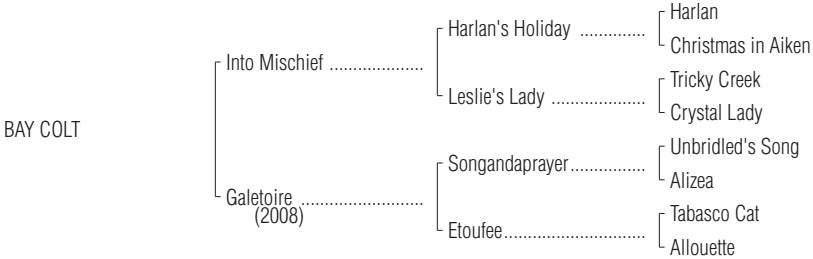 Harlan
Harlan's Holiday ..............
Christmas in Aiken
Into Mischief ....................
Tricky Creek
Leslie's Lady ....................
Crystal Lady
BAY COLT
Unbridled's Song
Songandaprayer................
Alizea
Galetoire ..........................
(2008)
Tabasco Cat
Etoufee..............................
Allouette